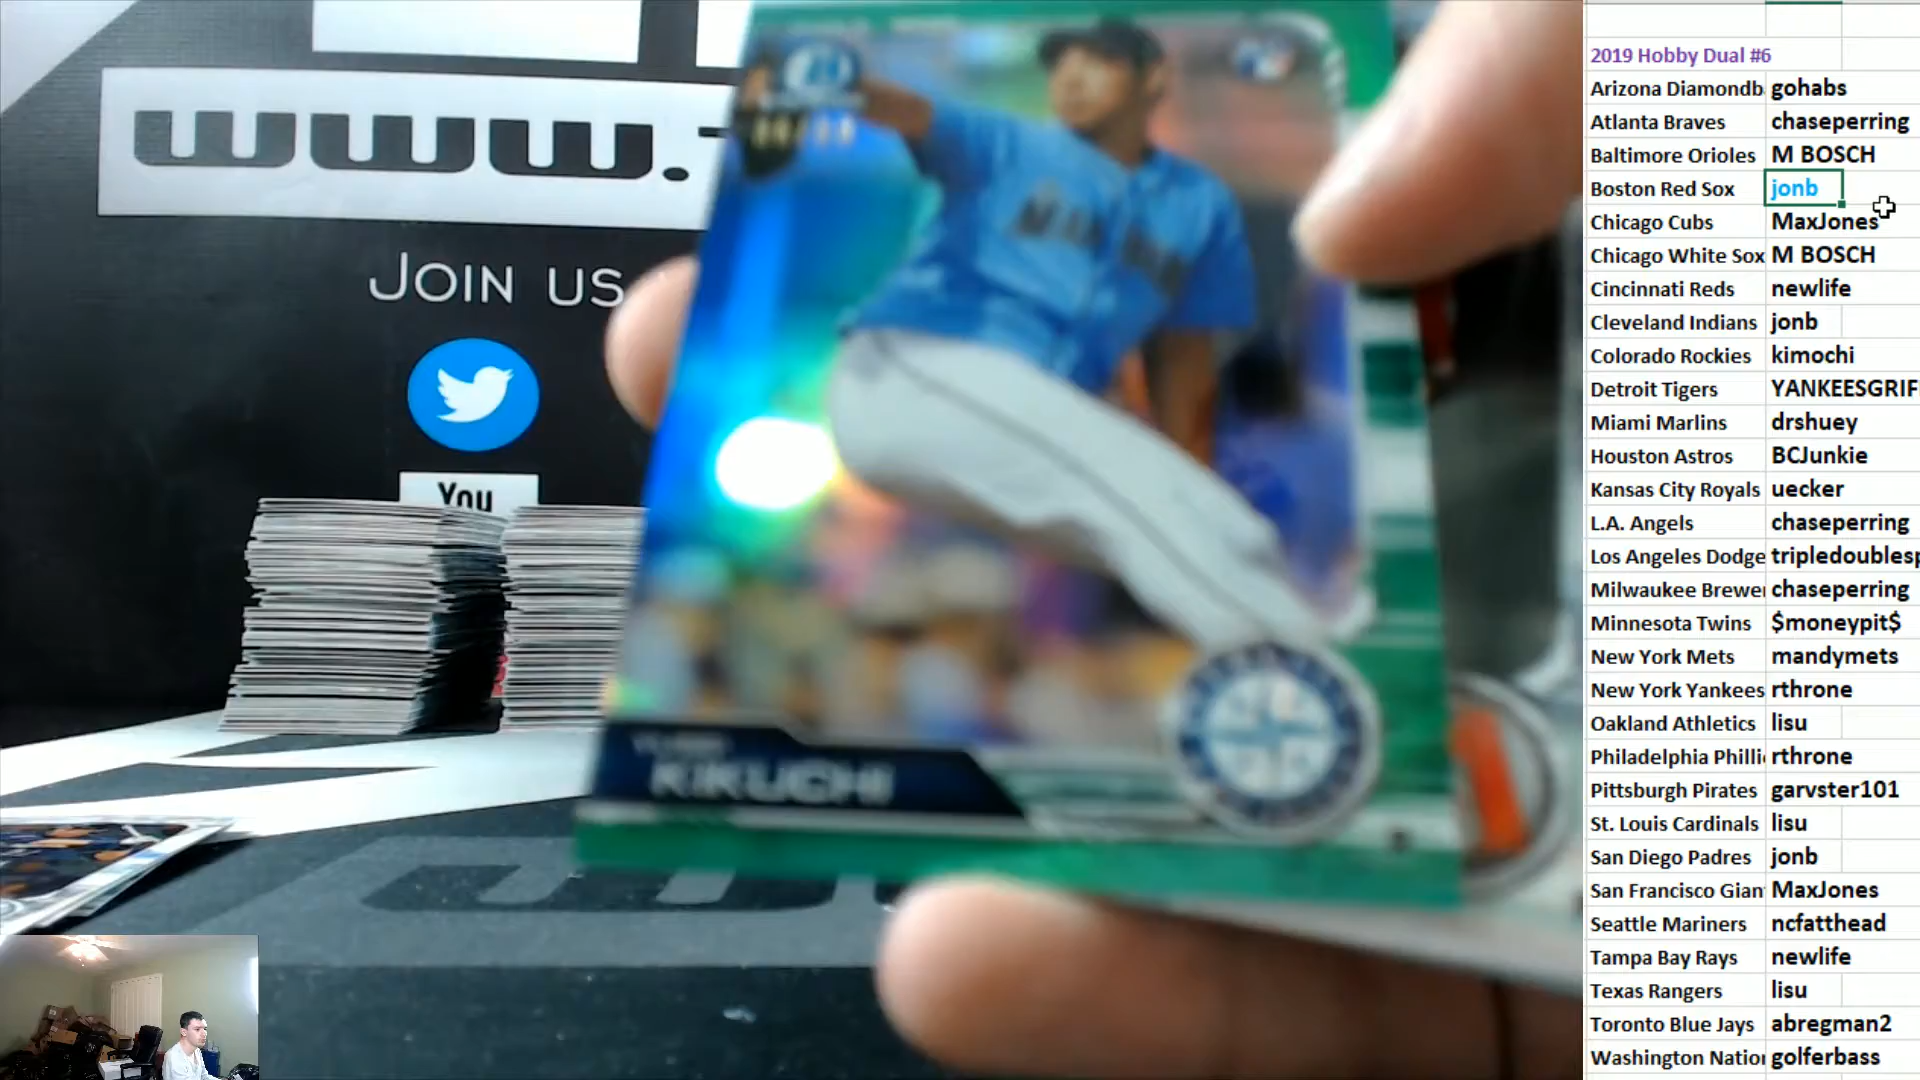 www.
JOIN US
You
KIKUCHI
2019 Hobby Dual #6
Arizona Diamondb gohabs
Atlanta Braves chaseperring
Baltimore Orioles M BOSCH
Boston Red Sox jonb
Chicago Cubs MaxJones
Chicago White Sox M BOSCH
Cincinnati Reds newlife
Cleveland Indians jonb
Colorado Rockies kimochi
Detroit Tigers YANKEESGRIF
Miami Marlins drshuey
Houston Astros BCJunkie
Kansas City Royals uecker
L.A. Angels chaseperring
Los Angeles Dodge tripledoublesp
Milwaukee Brewe chaseperring
Minnesota Twins $moneypit$
New York Mets mandymets
New York Yankees rthrone
Oakland Athletics lisu
Philadelphia Philli rthrone
Pittsburgh Pirates garvster101
St. Louis Cardinals lisu
San Diego Padres jonb
San Francisco Gian MaxJones
Seattle Mariners ncfatthead
Tampa Bay Rays newlife
Texas Rangers lisu
Toronto Blue Jays abregman2
Washington Natio golferbass